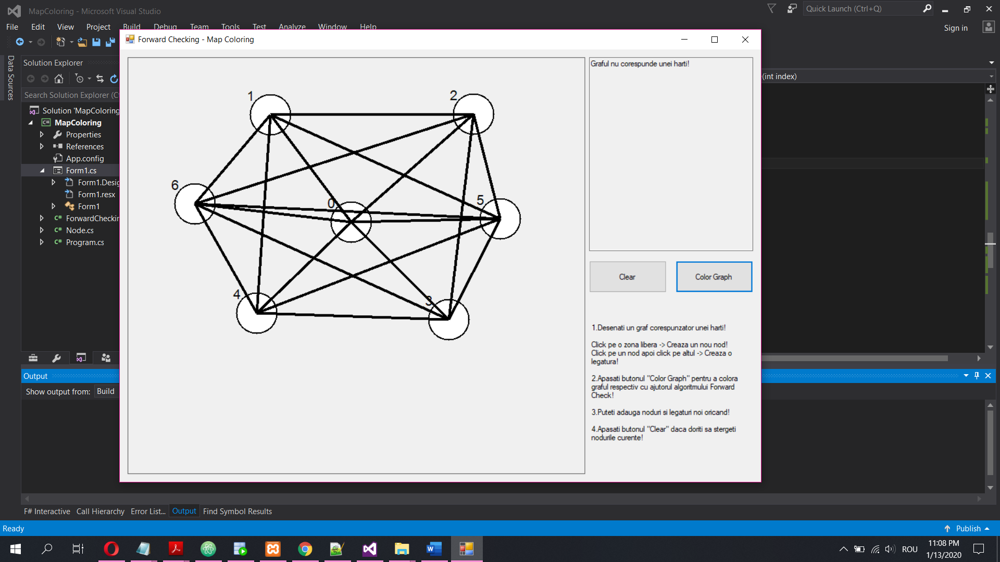 MapColoring - Microsoft Visual Studio
Quick Launch (Ctrl+Q)
File Edit View Project Build Debug Team Tools Test Analyze Window Help
Sign in
Forward Checking - Map Coloring
Data Sources
Solution Explorer
Search Solution Explorer (Ct
Solution 'MapColoring
MapColoring
Properties
References
App.config
Form1.cs
Form1.Desig
Form1.resx
Form1
ForwardCheckin
Node.cs
Program.cs
(int index)
1
2
6
0
5
4
3
Graful nu corespunde unei harti!
Clear
Color Graph
1.Desenati un graf corespunzator unei harti!
Click pe o zona libera -> Creaza un nou nod!
Click pe un nod apoi click pe altul -> Creaza o
legatura!
2.Apasati butonul "Color Graph" pentru a colora
graful respectiv cu ajutorul algoritmului Forward
Check!
3.Puteti adauga noduri si legaturi noi oricand!
4.Apasati butonul "Clear" daca doriti sa stergeti
nodurile curente!
Output
Show output from: Build
F# Interactive Call Hierarchy Error List... Output Find Symbol Results
Ready
Publish
ROU
11:08 PM
1/13/2020